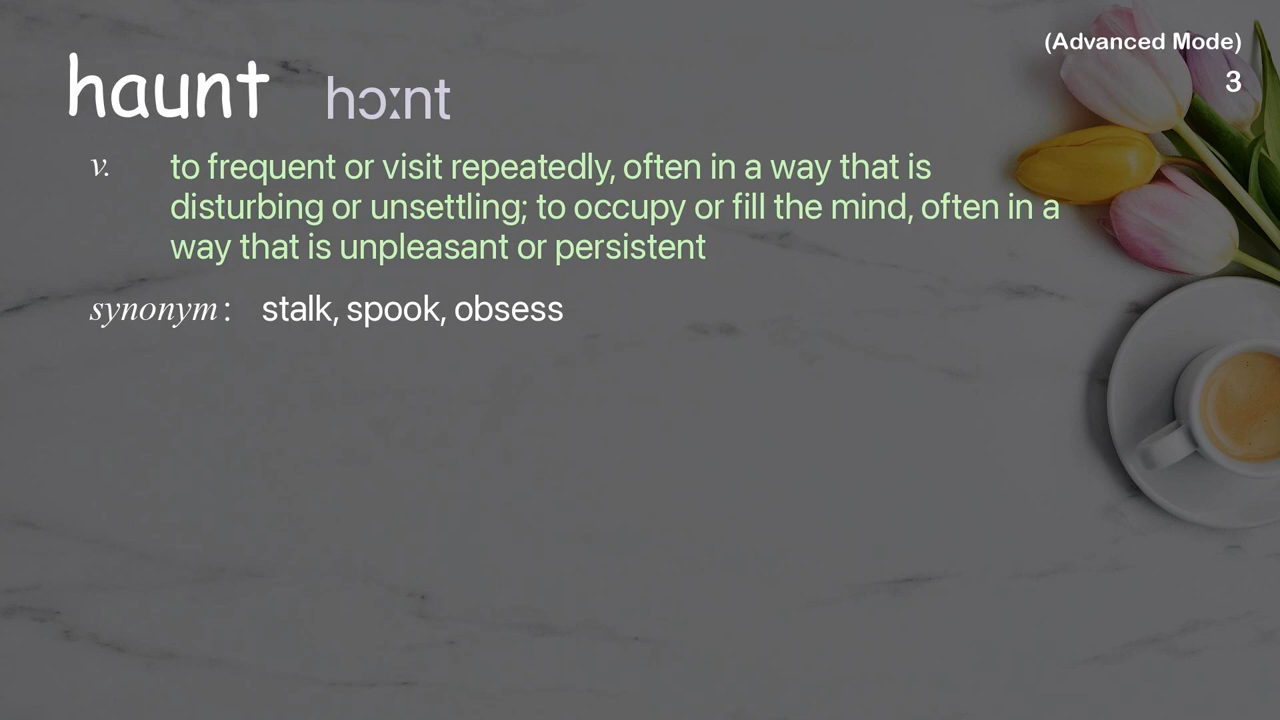 (Advanced Mode)
3
haunt hɔːnt
v. to frequent or visit repeatedly, often in a way that is
disturbing or unsettling; to occupy or fill the mind, often in a
way that is unpleasant or persistent
synonym: stalk, spook, obsess